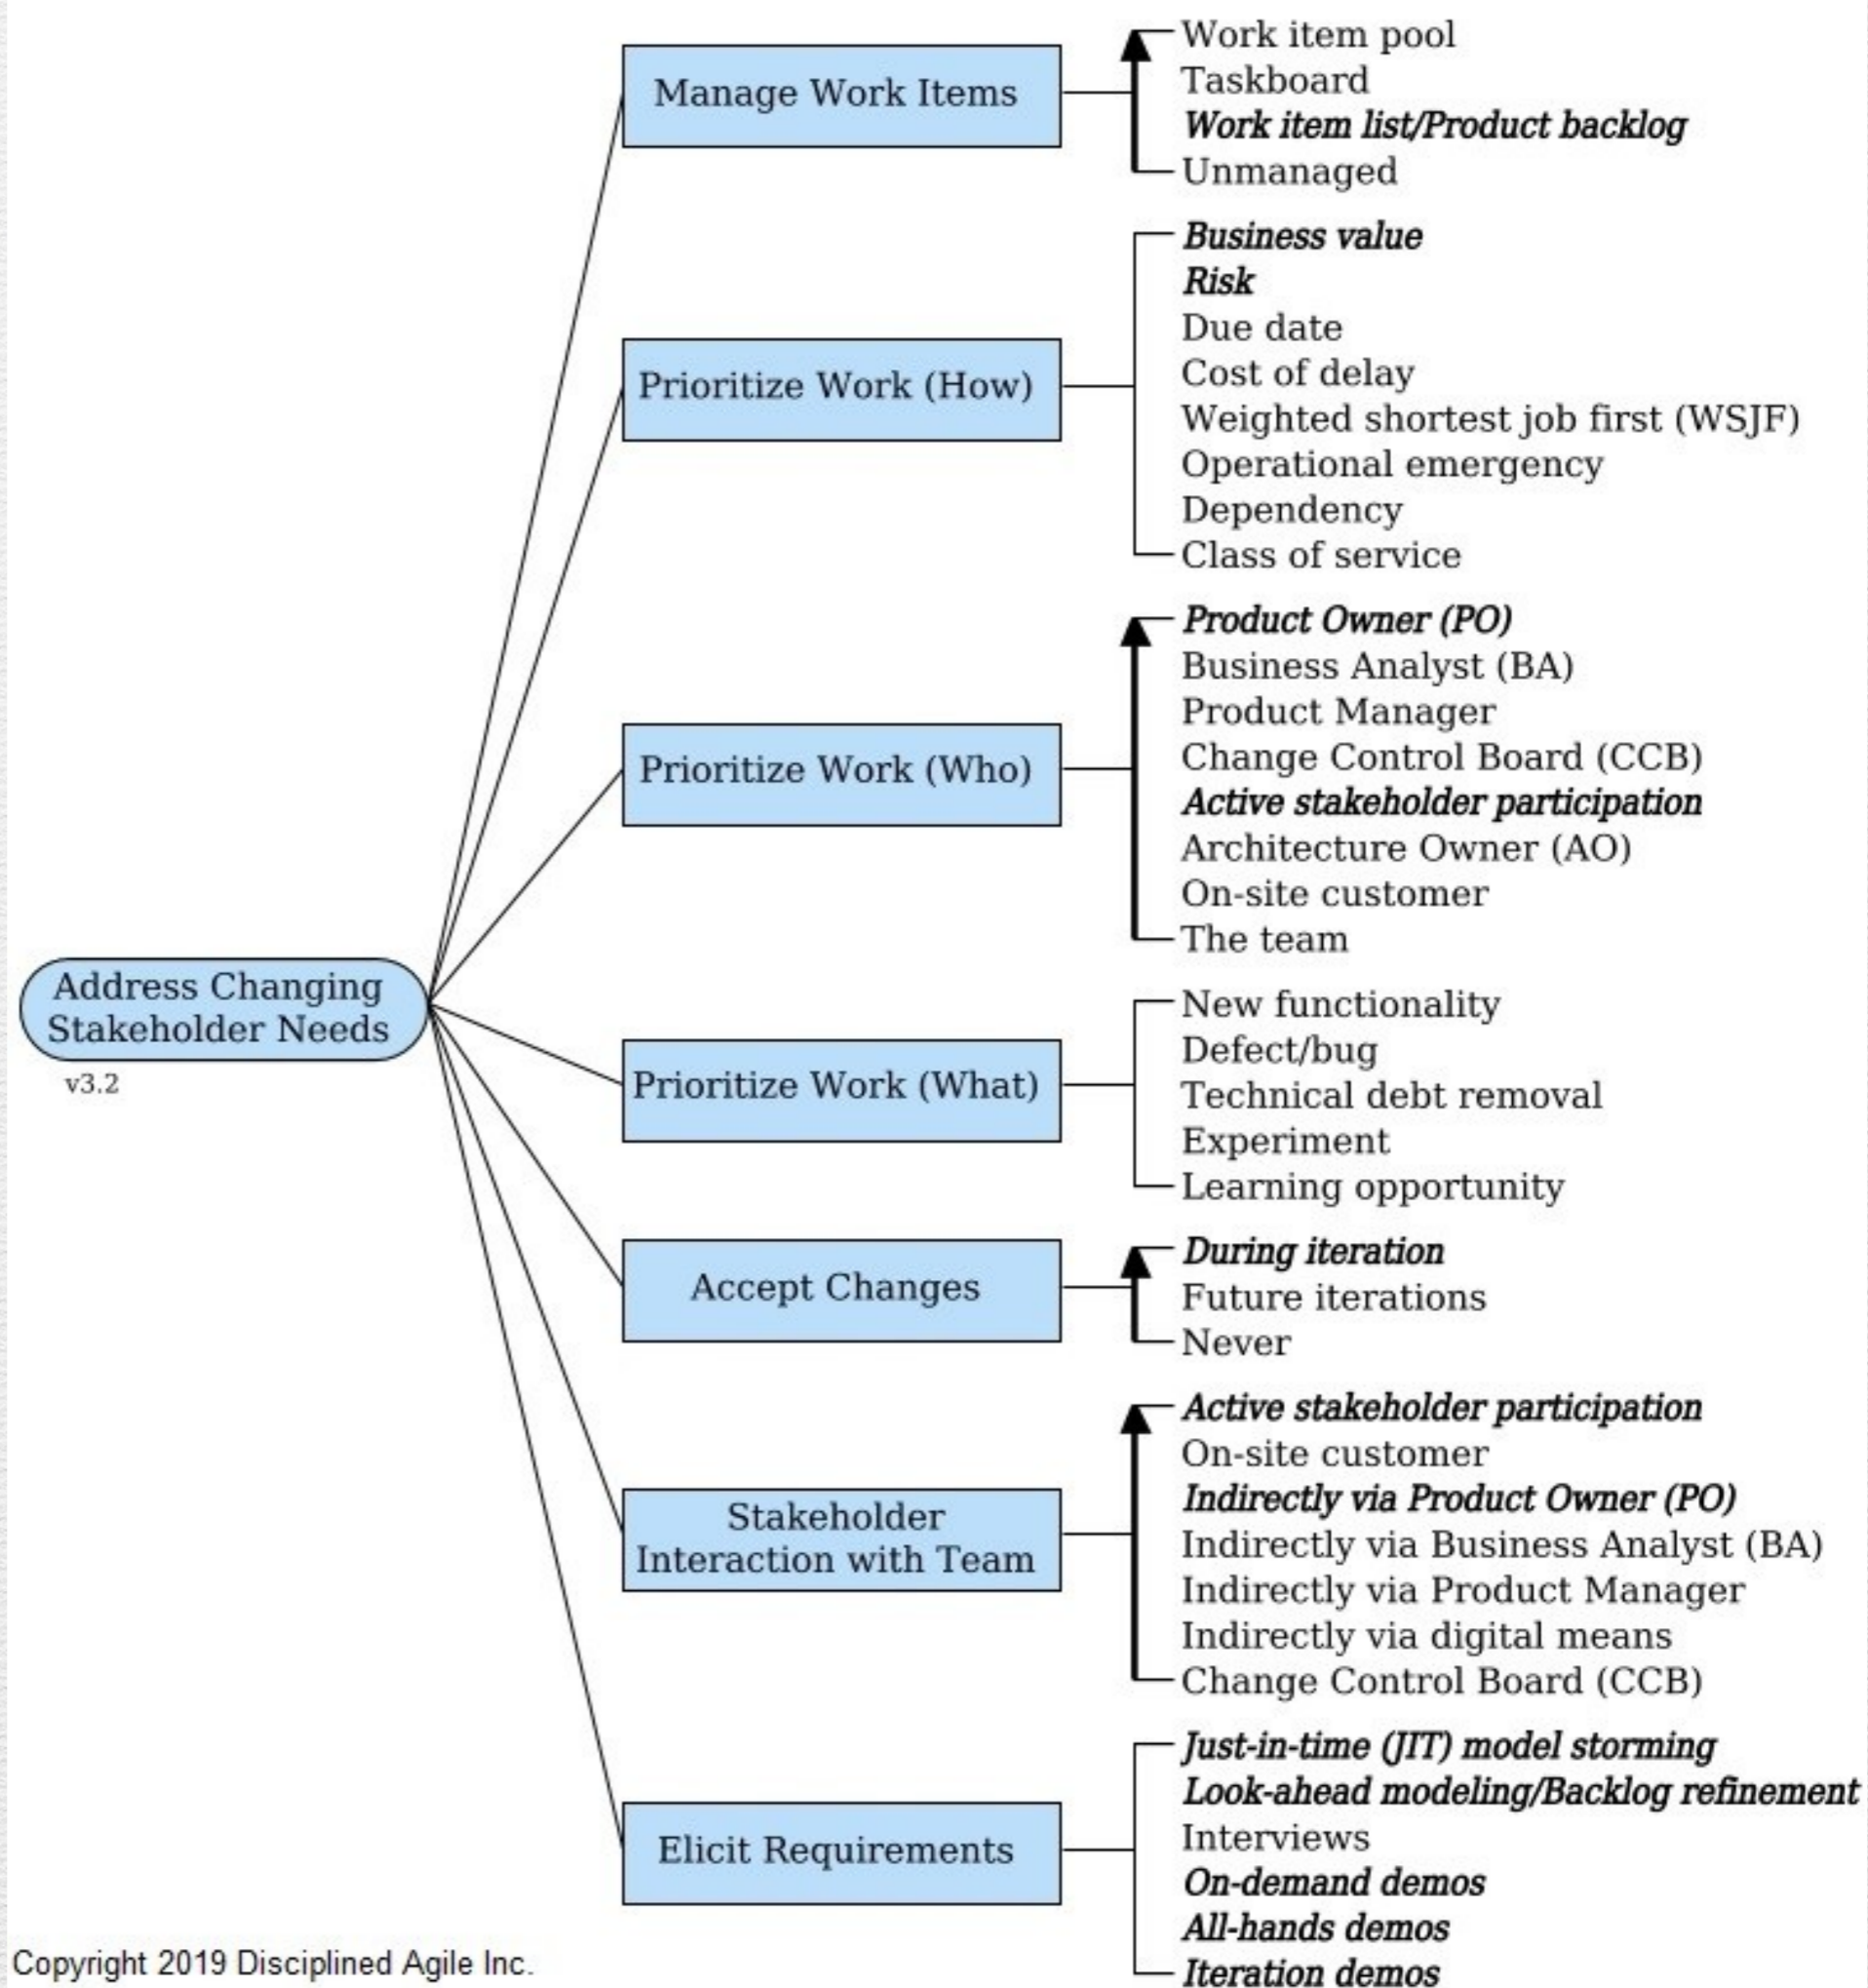 Manage Work Items
Work item pool
Taskboard
Work item list/Product backlog
Unmanaged
Prioritize Work (How)
Business value
Risk
Due date
Cost of delay
Weighted shortest job first (WSJF)
Operational emergency
Dependency
Class of service
Prioritize Work (Who)
Product Owner (PO)
Business Analyst (BA)
Product Manager
Change Control Board (CCB)
Active stakeholder participation
Architecture Owner (AO)
On-site customer
The team
Address Changing
Stakeholder Needs
v3.2
Prioritize Work (What)
New functionality
Defect/bug
Technical debt removal
Experiment
Learning opportunity
Accept Changes
During iteration
Future iterations
Never
Stakeholder
Interaction with Team
Active stakeholder participation
On-site customer
Indirectly via Product Owner (PO)
Indirectly via Business Analyst (BA)
Indirectly via Product Manager
Indirectly via digital means
Change Control Board (CCB)
Elicit Requirements
Just-in-time (JIT) model storming
Look-ahead modeling/Backlog refinement
Interviews
On-demand demos
All-hands demos
Iteration demos
Copyright 2019 Disciplined Agile Inc.